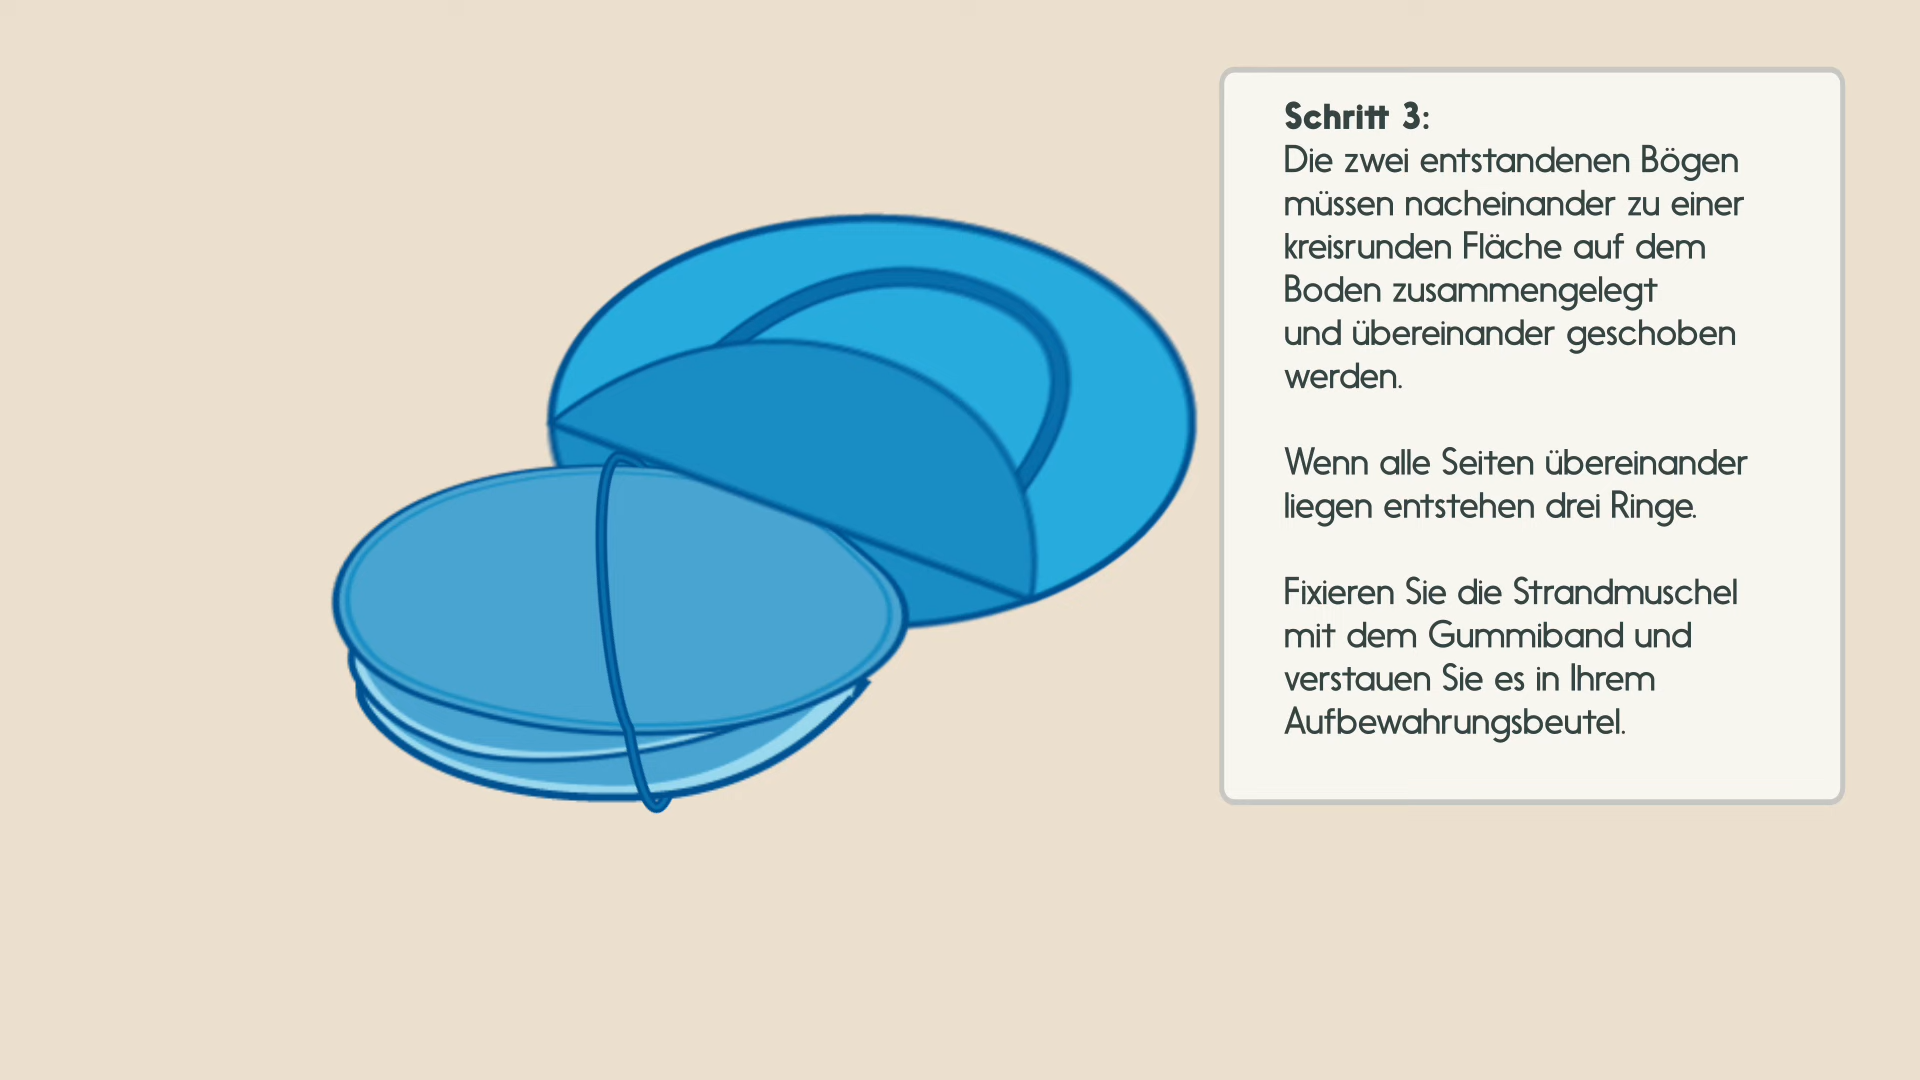 Schritt 3:
Die zwei entstandenen Bögen
müssen nacheinander zu einer
kreisrunden Fläche auf dem
Boden zusammengelegt
und übereinander geschoben
werden.
Wenn alle Seiten übereinander
liegen entstehen drei Ringe.
Fixieren Sie die Strandmuschel
mit dem Gummiband und
verstauen Sie es in Ihrem
Aufbewahrungsbeutel.